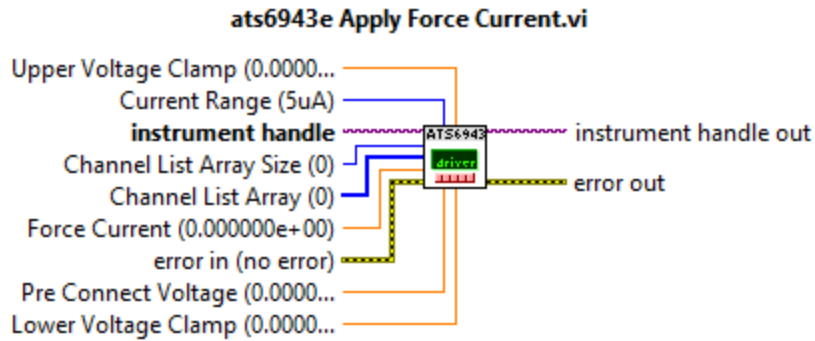 ats6943e Apply Force Current.vi
Upper Voltage Clamp (0.0000...
Current Range (5uA)
instrument handle
Channel List Array Size (0)
Channel List Array (0)
Force Current (0.000000e+00)
error in (no error)
Pre Connect Voltage (0.0000...
Lower Voltage Clamp (0.0000...
ATS6943
driver
instrument handle out
error out